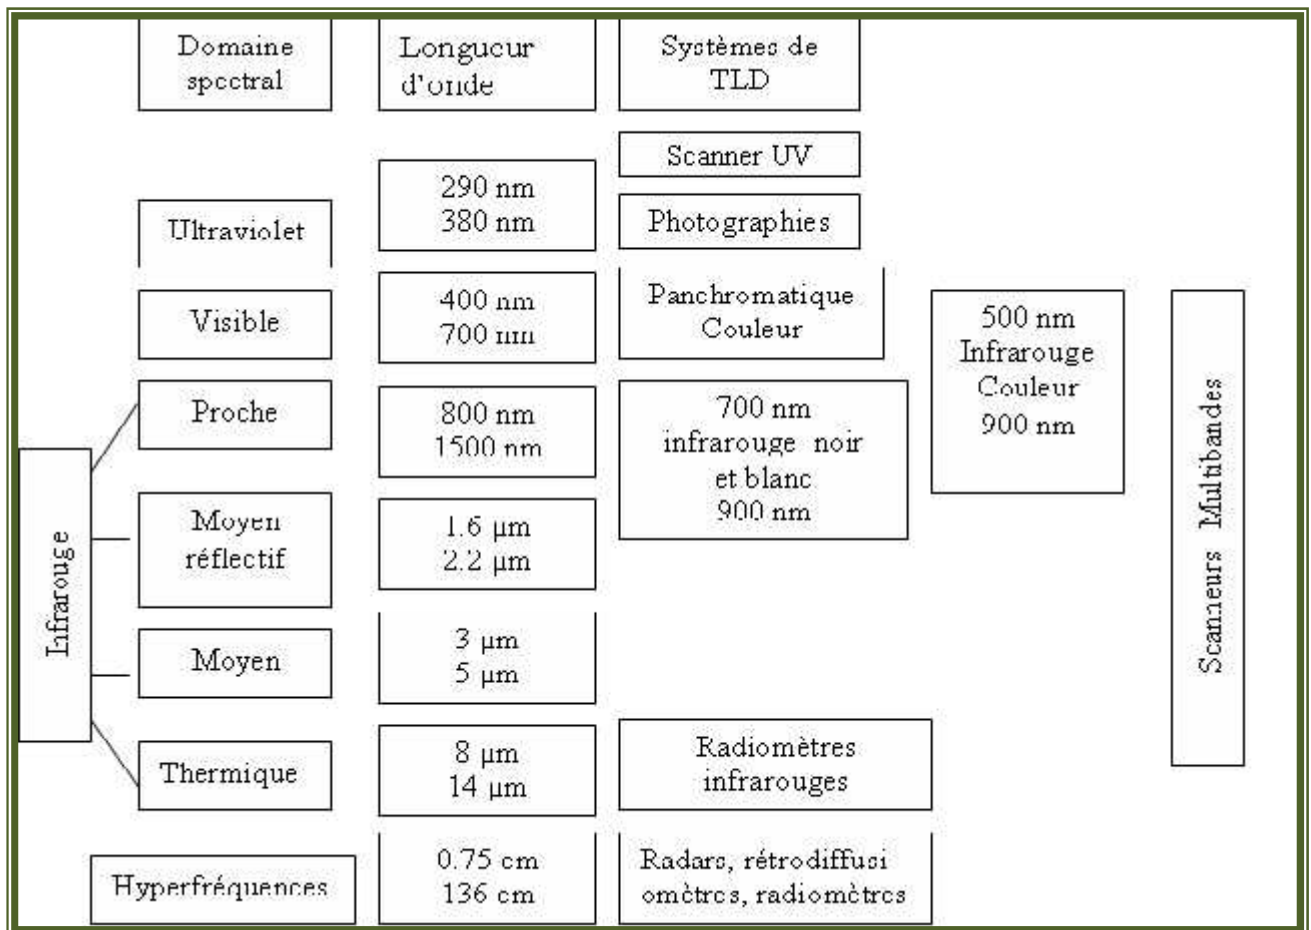 Domaine
spectral
Longueur
d'onde
Systèmes de
TLD
Scanner UV
290 nm
380 nm
Ultraviolet
Photographies
Visible
400 nm
700 nm
Panchromatique
Couleur
500 nm
Infrarouge
Couleur
900 nm
Scanneurs Multibandes
Infrarouge
Proche
800 nm
1500 nm
700 nm
infrarouge noir
et blanc
900 nm
Moyen
réflectif
1.6 µm
2.2 µm
Moyen
3 µm
5 µm
Thermique
8 µm
14 µm
Radiomètres
infrarouges
Hyperfréquences
0.75 cm
136 cm
Radars, rétrodiffusi
omètres, radiomètres